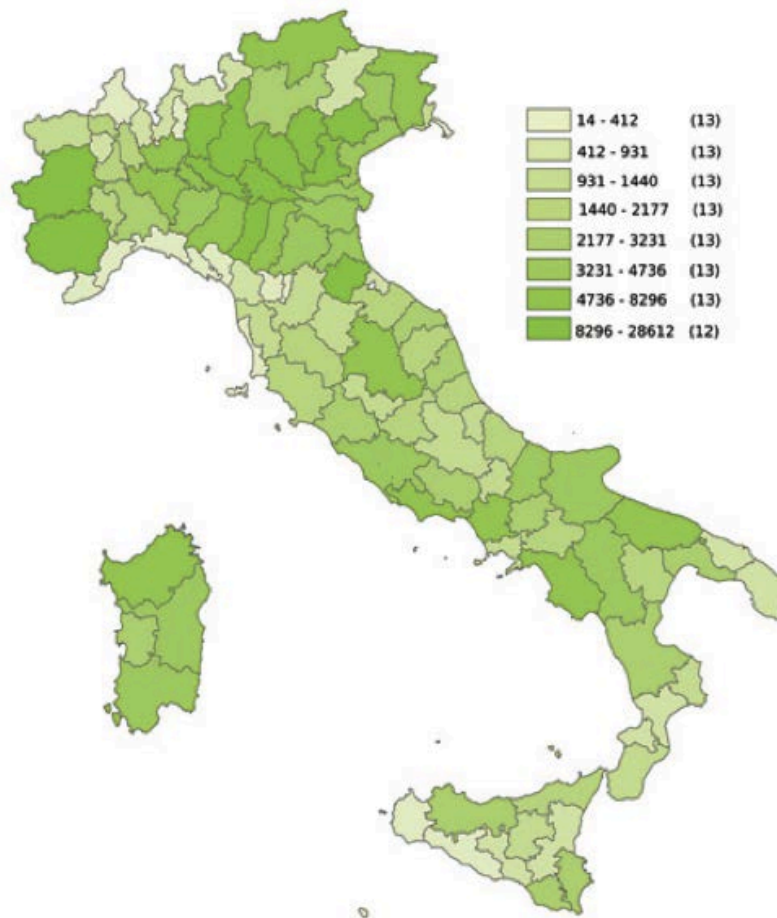 14 - 412 (13)
412 - 931 (13)
931 - 1440 (13)
1440 - 2177 (13)
2177 - 3231 (13)
3231 - 4736 (13)
4736 - 8296 (13)
8296 - 28612 (12)